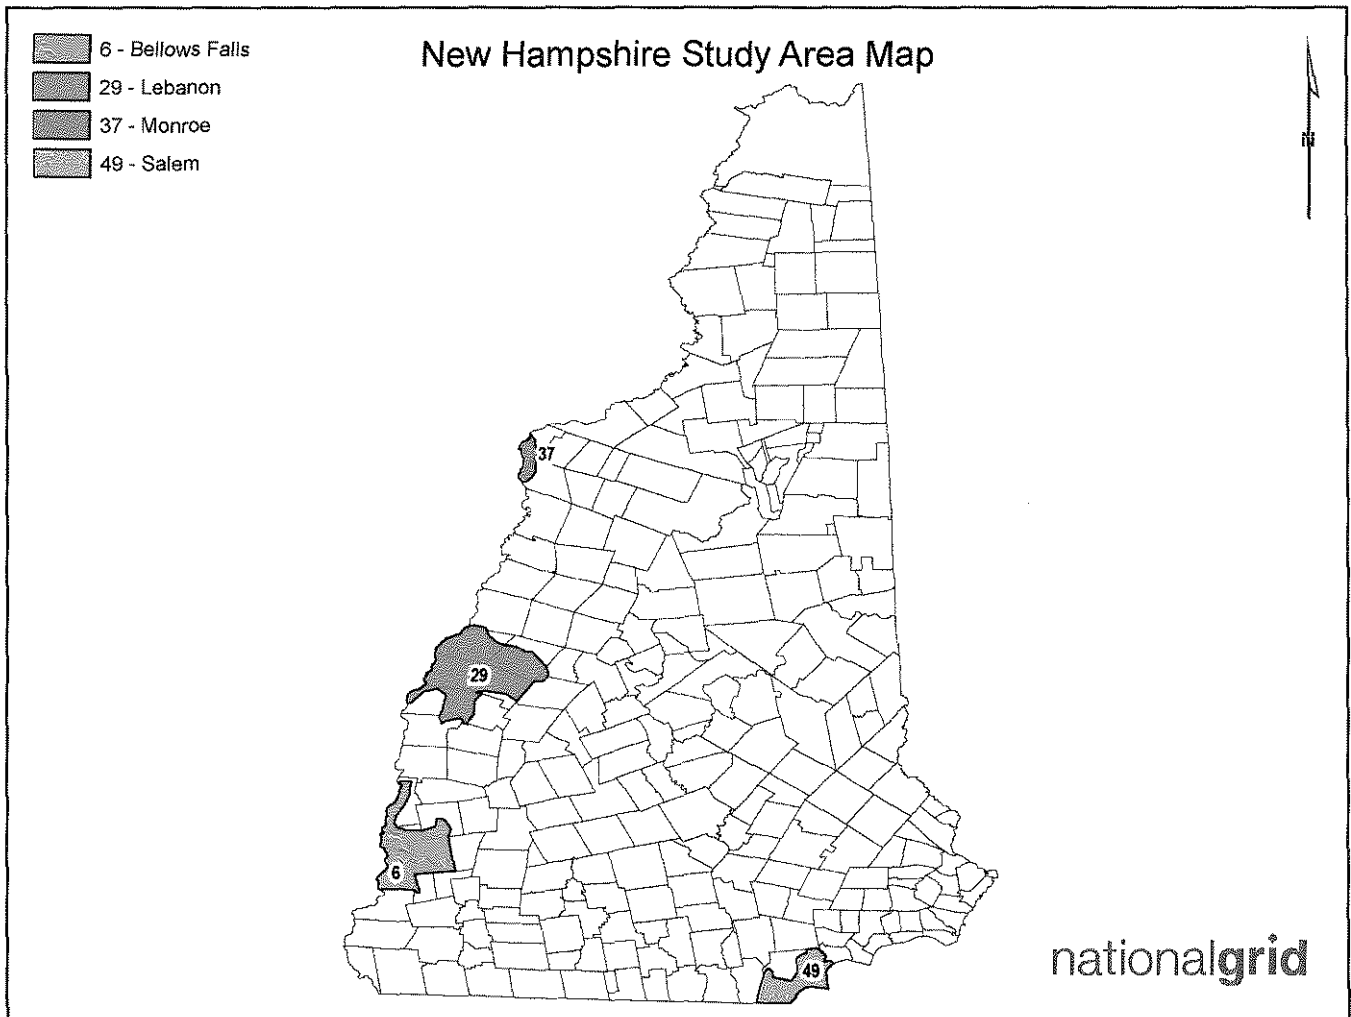 New Hampshire Study Area Map
6 - Bellows Falls
29 - Lebanon
37 - Monroe
49 - Salem
N
37
29
6
49
nationalgrid